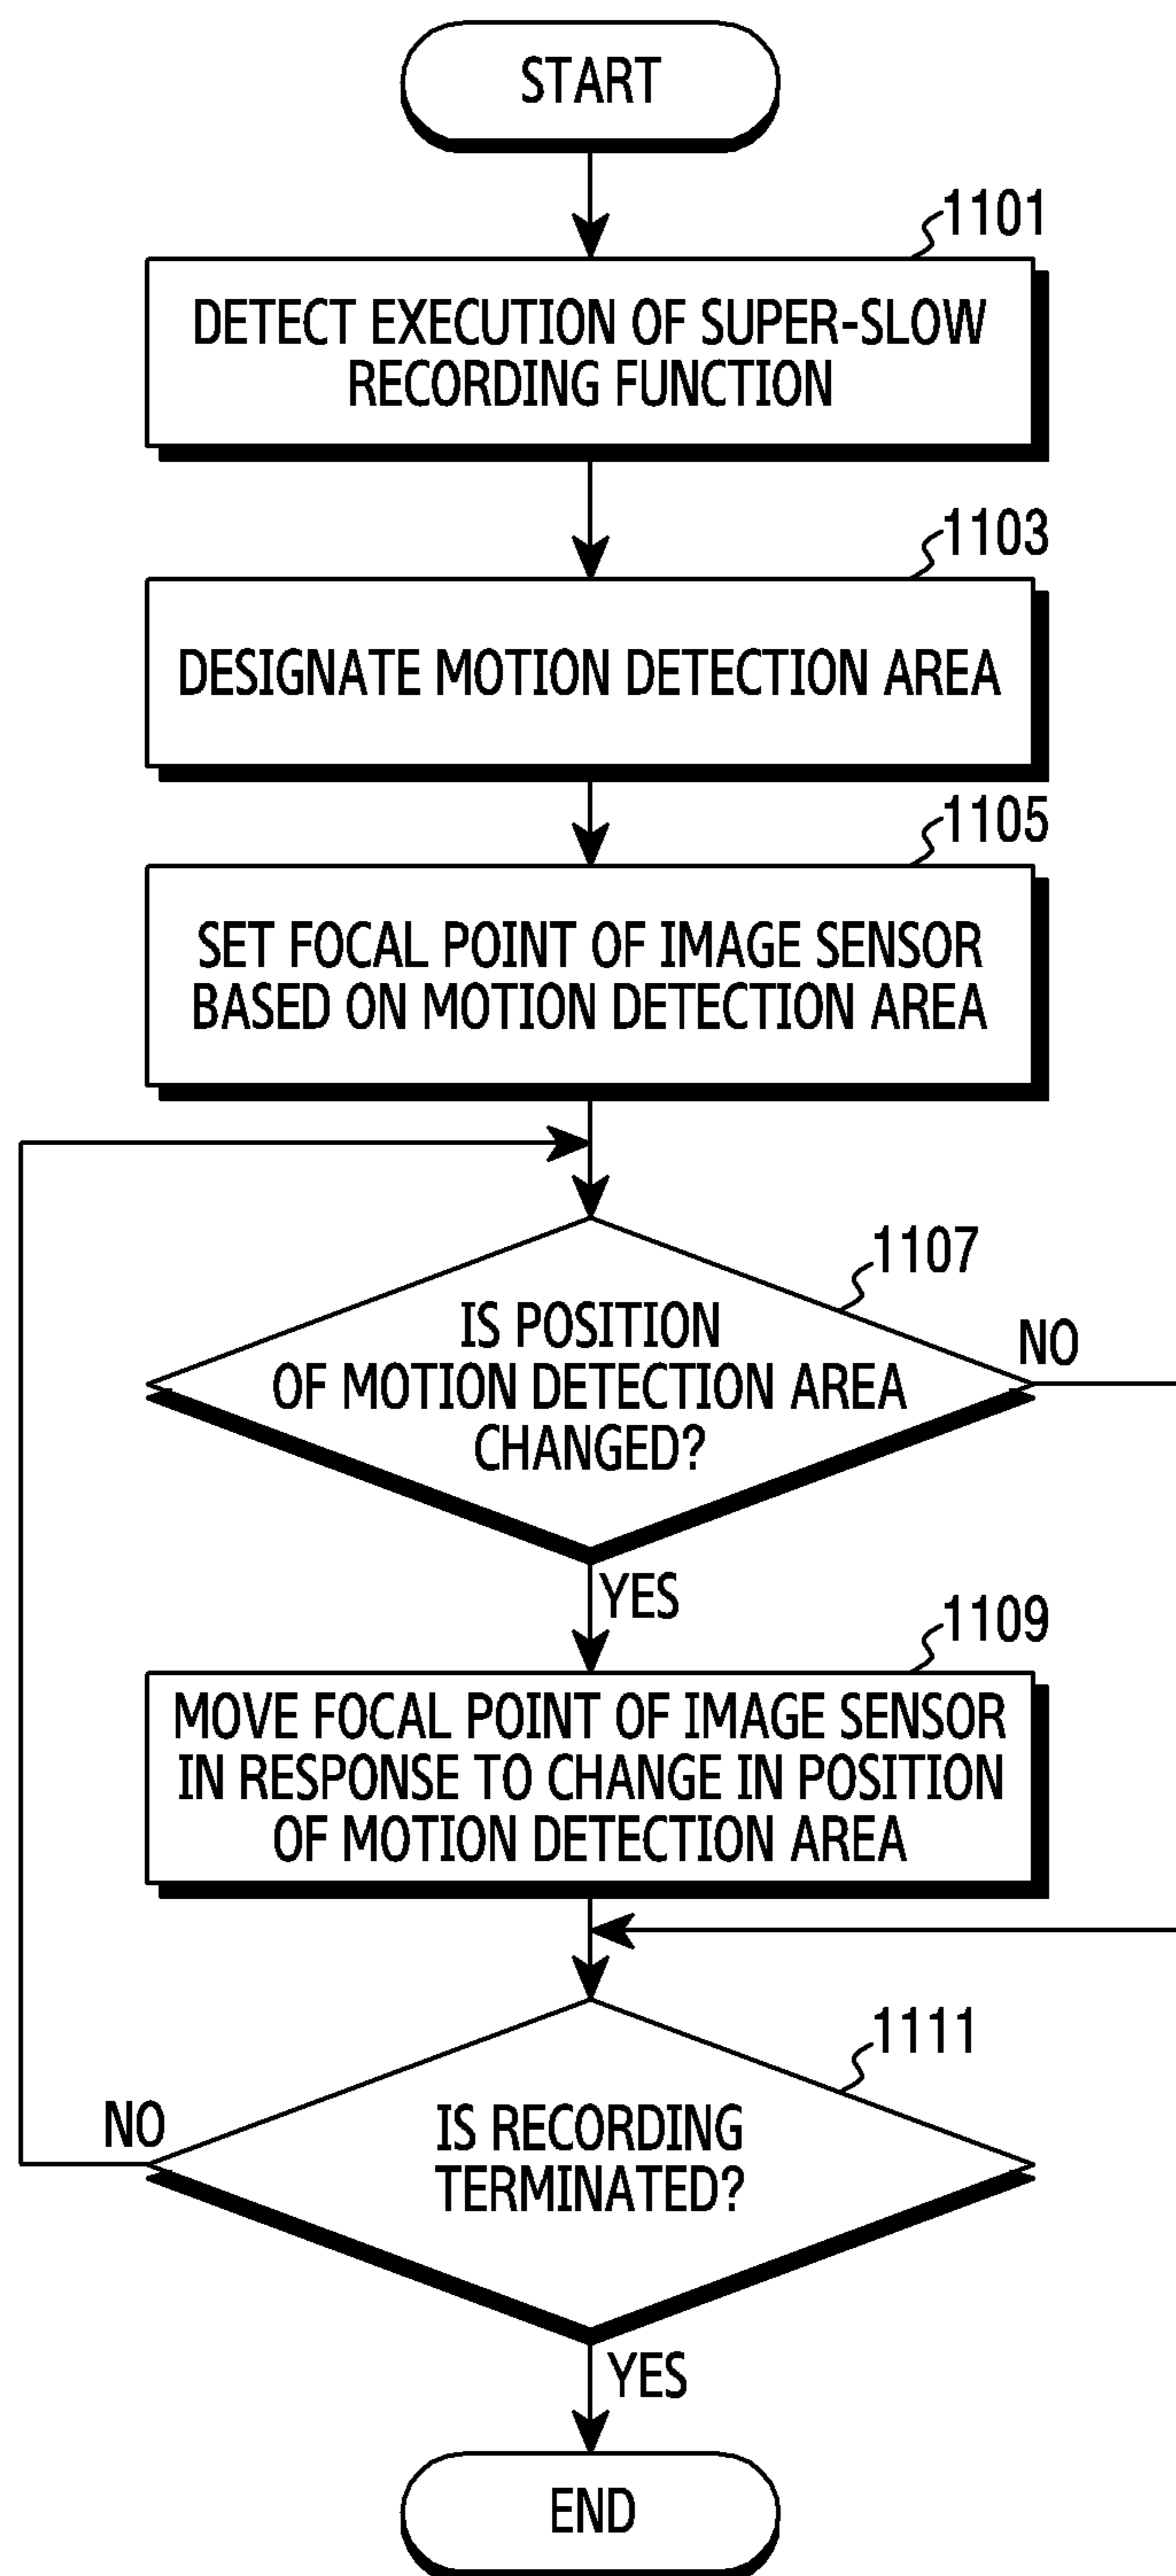 START
1101
DETECT EXECUTION OF SUPER-SLOW
RECORDING FUNCTION
1103
DESIGNATE MOTION DETECTION AREA
1105
SET FOCAL POINT OF IMAGE SENSOR
BASED ON MOTION DETECTION AREA
1107
IS POSITION
OF MOTION DETECTION AREA
CHANGED?
NO
YES
1109
MOVE FOCAL POINT OF IMAGE SENSOR
IN RESPONSE TO CHANGE IN POSITION
OF MOTION DETECTION AREA
1111
IS RECORDING
TERMINATED?
NO
YES
END